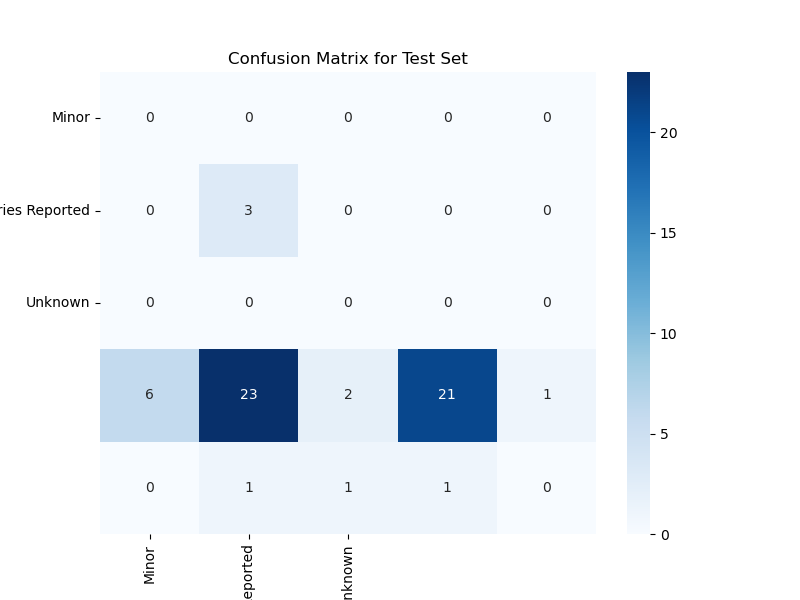 Confusion Matrix for Test Set
Minor 0 0 0 0 0
ries Reported 0 3 0 0 0
Unknown 0 0 0 0 0
6 23 2 21 1
0 1 1 1 0
Minor
eported
nknown
20
15
10
5
0